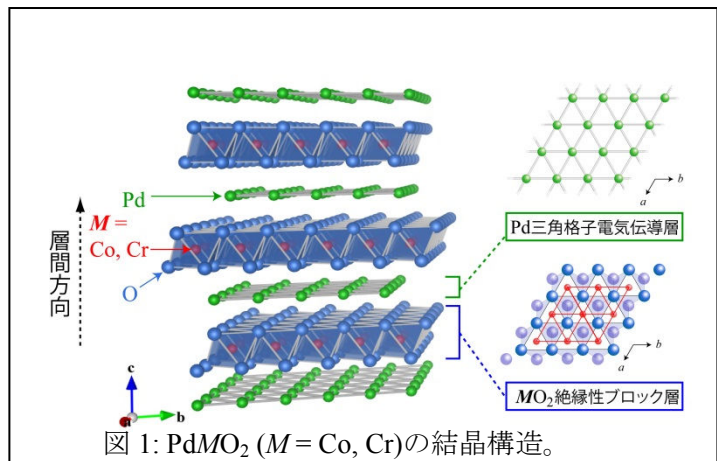 Pd
M =
Co, Cr
O
層間方向
c
a
b
a
b
Pd三角格子電気伝導層
a
b
MO₂絶縁性ブロック層
図 1: PdMO₂ (M = Co, Cr)の結晶構造。